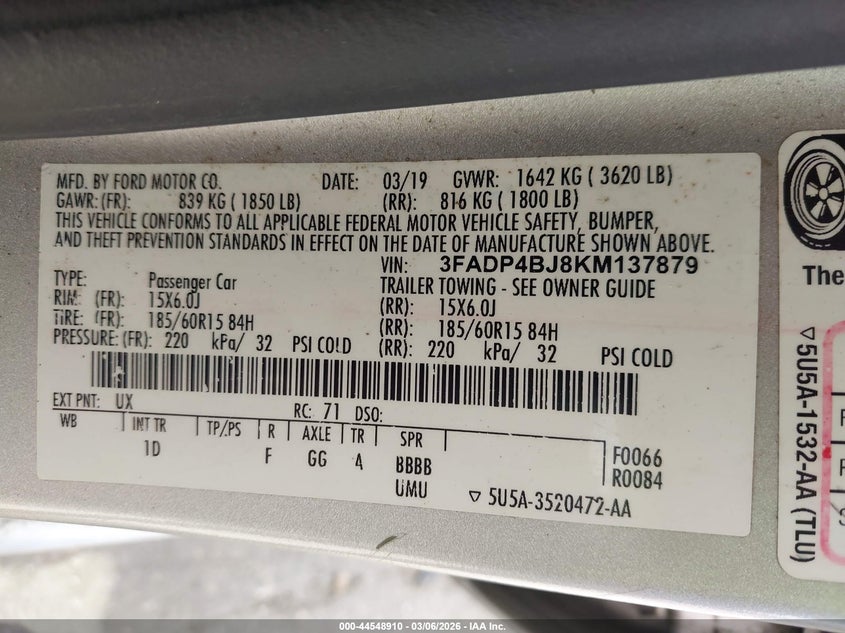 MFD. BY FORD MOTOR CO. DATE: 03/19 GVWR: 1642 KG ( 3620 LB)
GAWR: (FR): 839 KG ( 1850 LB) (RR): 816 KG ( 1800 LB)
THIS VEHICLE CONFORMS TO ALL APPLICABLE FEDERAL MOTOR VEHICLE SAFETY, BUMPER,
AND THEFT PREVENTION STANDARDS IN EFFECT ON THE DATE OF MANUFACTURE SHOWN ABOVE.
VIN: 3FADP4BJ8KM137879
TYPE: Passenger Car TRAILER TOWING - SEE OWNER GUIDE
RIM: (FR): 15X6.0J (RR): 15X6.0J
TIRE: (FR): 185/60R15 84H (RR): 185/60R15 84H
PRESSURE: (FR): 220 kPa/ 32 PSI COLD (RR): 220 kPa/ 32 PSI COLD
EXT PNT: UX RC: 71 DSO:
WB INT TR TP/PS R AXLE TR SPR
1D F GG 4 BBBB F0066
UMU R0084
▽ 5U5A-3520472-AA
The
▽ 5U5A-1532-AA (TLU)
000-44548910 - 03/06/2026 - IAA Inc.